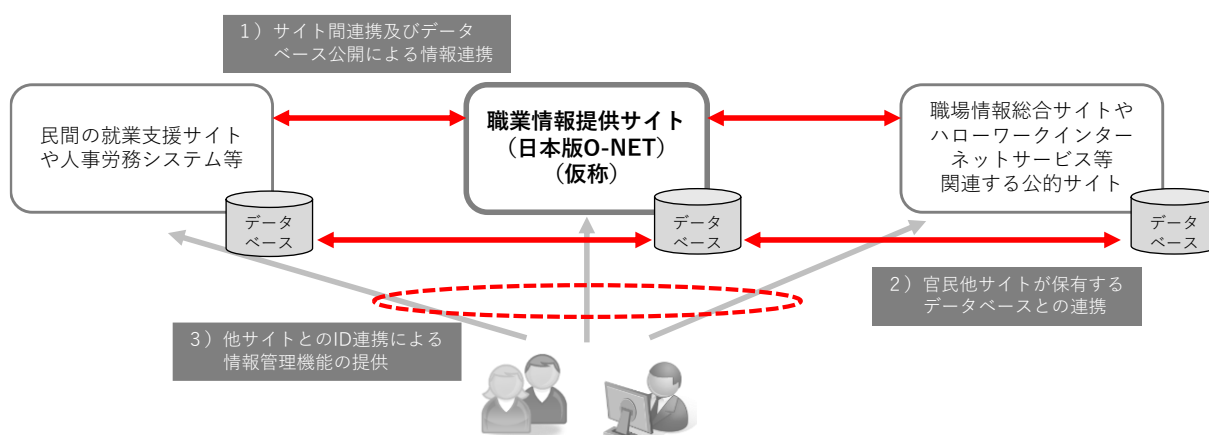 1）サイト間連携及びデータ
ベース公開による情報連携
民間の就業支援サイト
や人事労務システム等
職業情報提供サイト
（日本版O-NET）
（仮称）
職場情報総合サイトや
ハローワークインター
ネットサービス等
関連する公的サイト
データ
ベース
データ
ベース
データ
ベース
2）官民他サイトが保有する
データベースとの連携
3）他サイトとのID連携による
情報管理機能の提供